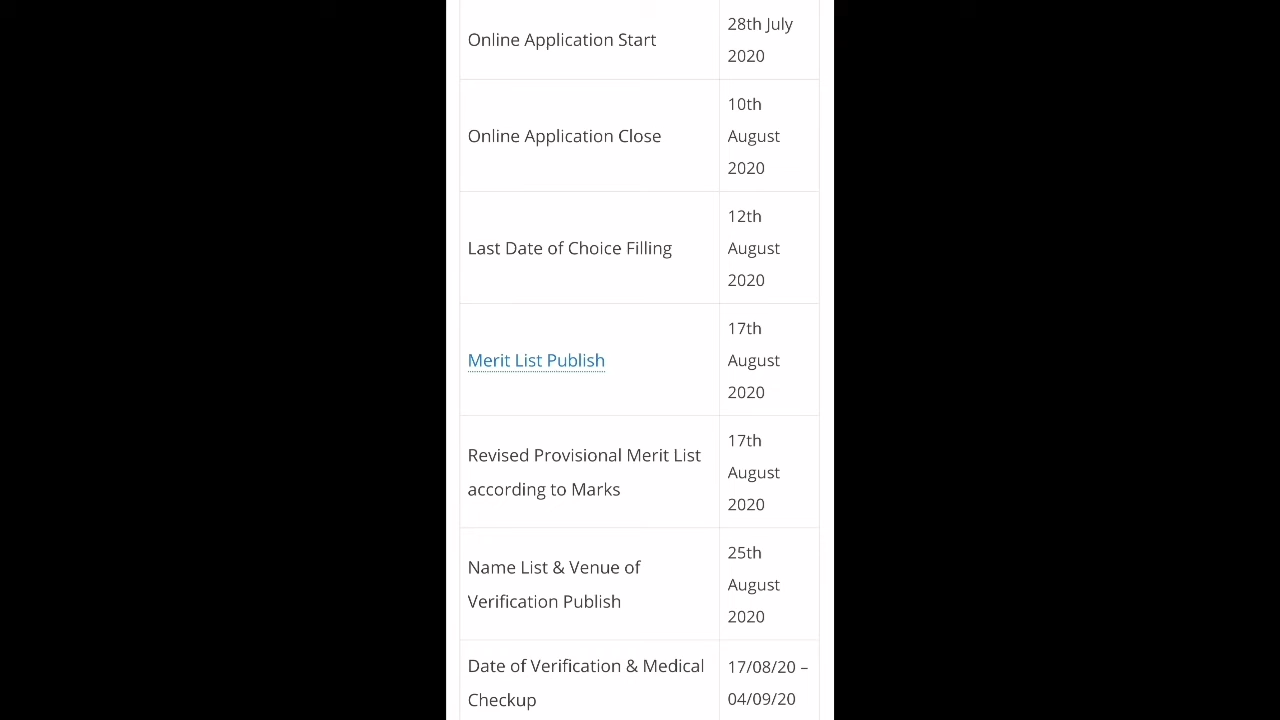 Online Application Start
28th July
2020
Online Application Close
10th
August
2020
Last Date of Choice Filling
12th
August
2020
Merit List Publish
17th
August
2020
Revised Provisional Merit List
according to Marks
17th
August
2020
Name List & Venue of
Verification Publish
25th
August
2020
Date of Verification & Medical
Checkup
17/08/20 –
04/09/20